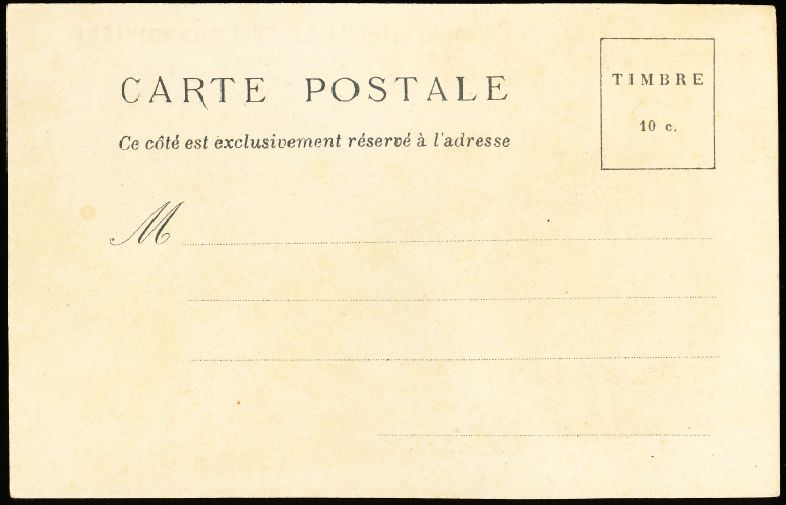 CARTE POSTALE
TIMBRE
10 c.
Ce côté est exclusivement réservé à l'adresse
M